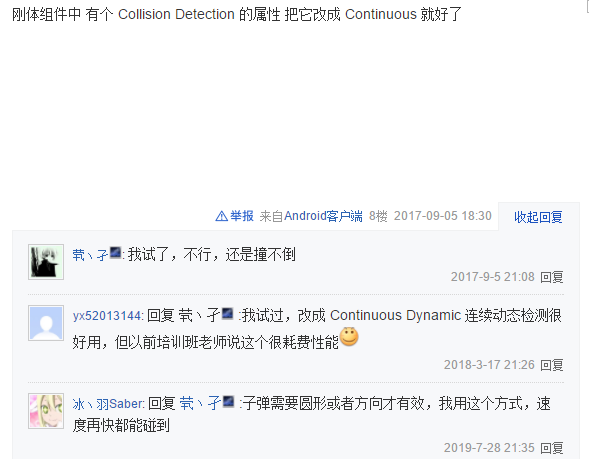 刚体组件中 有个 Collision Detection 的属性 把它改成 Continuous 就好了
举报 来自Android客户端 8楼 2017-09-05 18:30 收起回复
茕丶孑: 我试了，不行，还是撞不倒
2017-9-5 21:08 回复
yx52013144: 回复 茕丶孑 :我试过，改成 Continuous Dynamic 连续动态检测很
好用，但以前培训班老师说这个很耗费性能
2018-3-17 21:26 回复
冰丶羽Saber: 回复 茕丶孑 :子弹需要圆形或者方向才有效，我用这个方式，速
度再快都能碰到
2019-7-28 21:35 回复